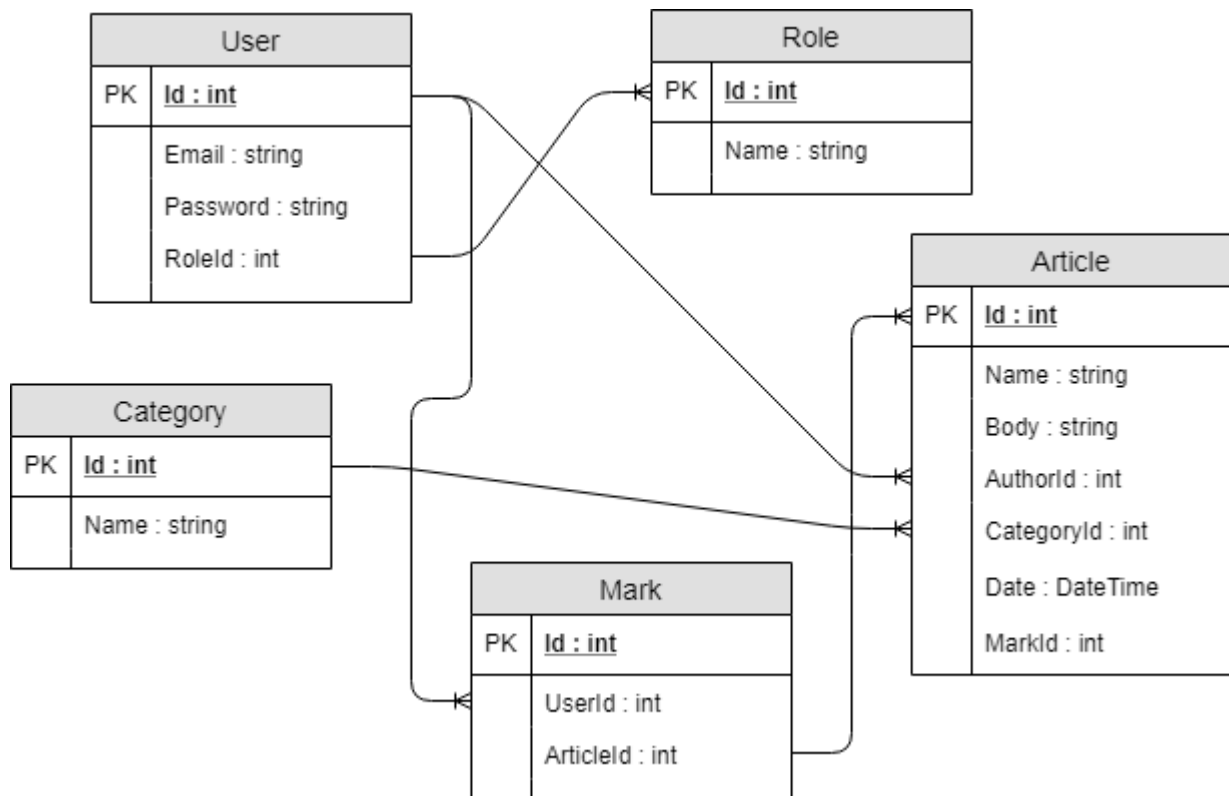 User
PK Id : int
Email : string
Password : string
RoleId : int
Role
PK Id : int
Name : string
Article
PK Id : int
Name : string
Body : string
AuthorId : int
CategoryId : int
Date : DateTime
MarkId : int
Category
PK Id : int
Name : string
Mark
PK Id : int
UserId : int
ArticleId : int